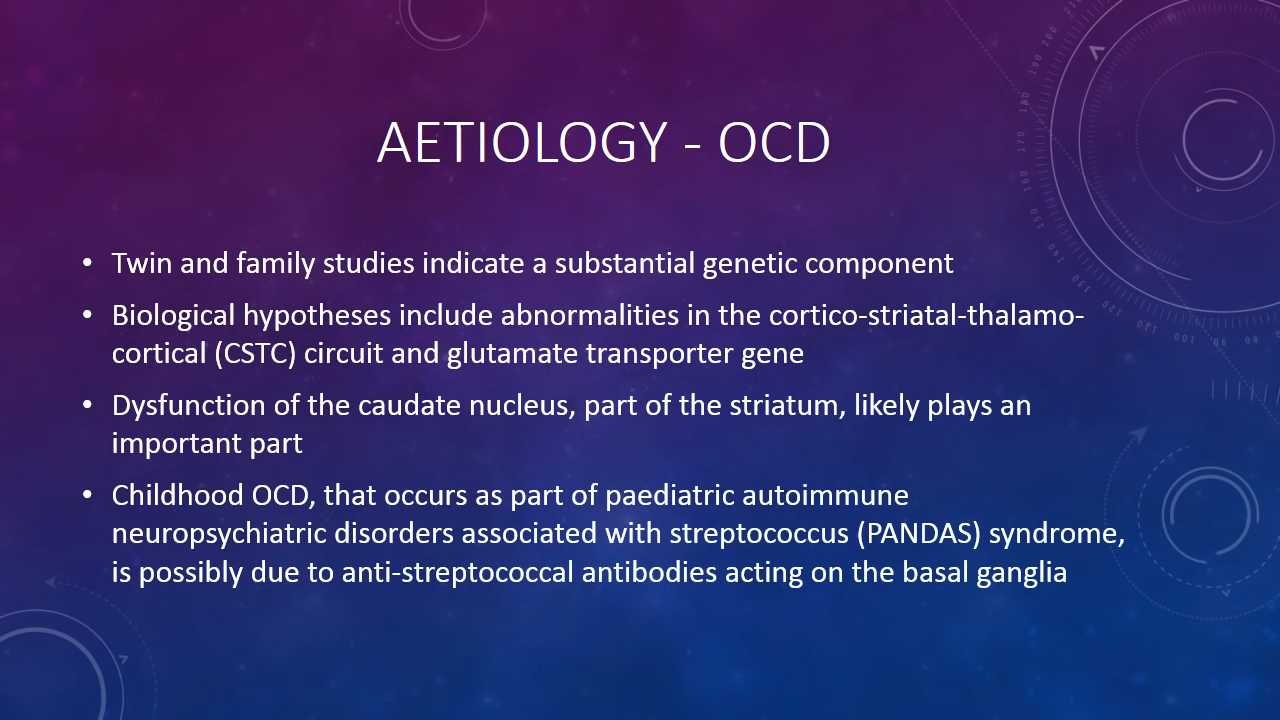 AETIOLOGY - OCD
• Twin and family studies indicate a substantial genetic component
• Biological hypotheses include abnormalities in the cortico-striatal-thalamo-
cortical (CSTC) circuit and glutamate transporter gene
• Dysfunction of the caudate nucleus, part of the striatum, likely plays an
important part
• Childhood OCD, that occurs as part of paediatric autoimmune
neuropsychiatric disorders associated with streptococcus (PANDAS) syndrome,
is possibly due to anti-streptococcal antibodies acting on the basal ganglia